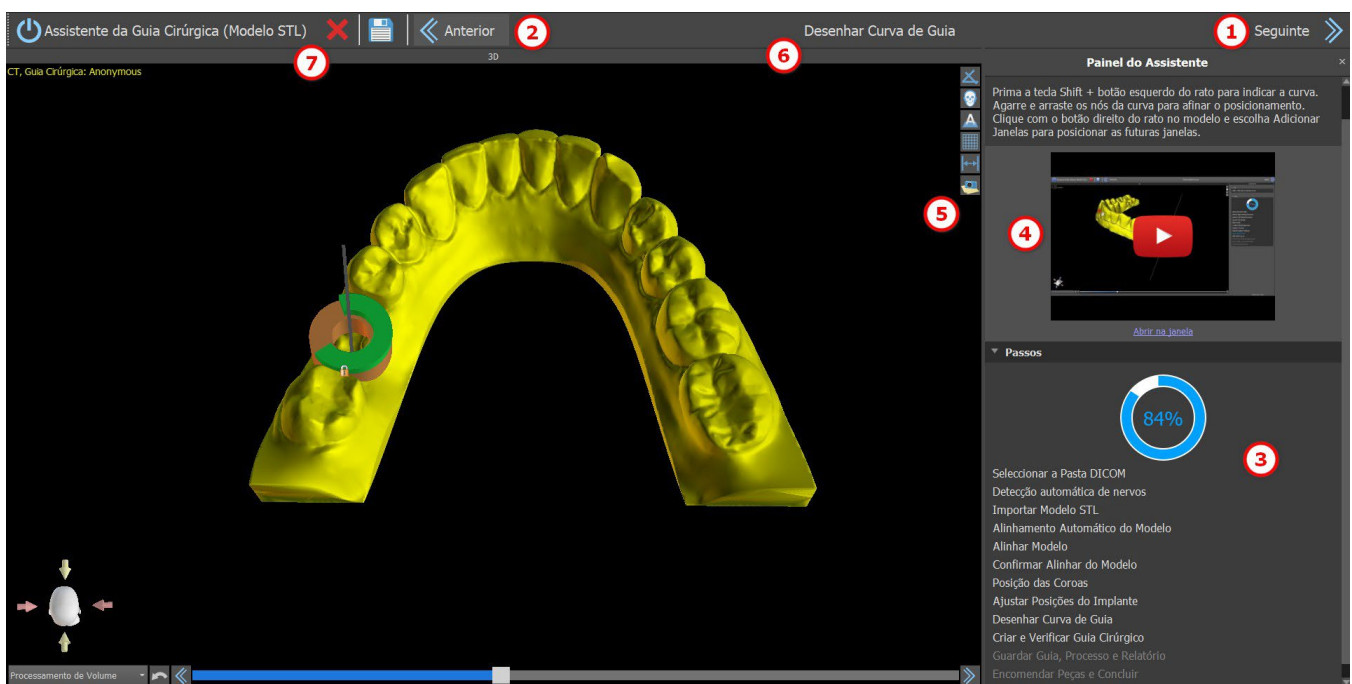 Assistente da Guia Cirúrgica (Modelo STL)
Anterior
2
Desenhar Curva de Guia
1
Seguinte
7
3D
6
Painel do Assistente
CT, Guia Cirúrgica: Anonymous
Prima a tecla Shift + botão esquerdo do rato para indicar a curva.
Agarre e arraste os nós da curva para afinar o posicionamento.
Clique com o botão direito do rato no modelo e escolha Adicionar
Janelas para posicionar as futuras janelas.
5
4
Abrir na janela
Passos
84%
3
Seleccionar a Pasta DICOM
Detecção automática de nervos
Importar Modelo STL
Alinhamento Automático do Modelo
Alinhar Modelo
Confirmar Alinhar do Modelo
Posição das Coroas
Ajustar Posições do Implante
Desenhar Curva de Guia
Criar e Verificar Guia Cirúrgico
Guardar Guia, Processo e Relatório
Encomendar Peças e Concluir
Processamento de Volume